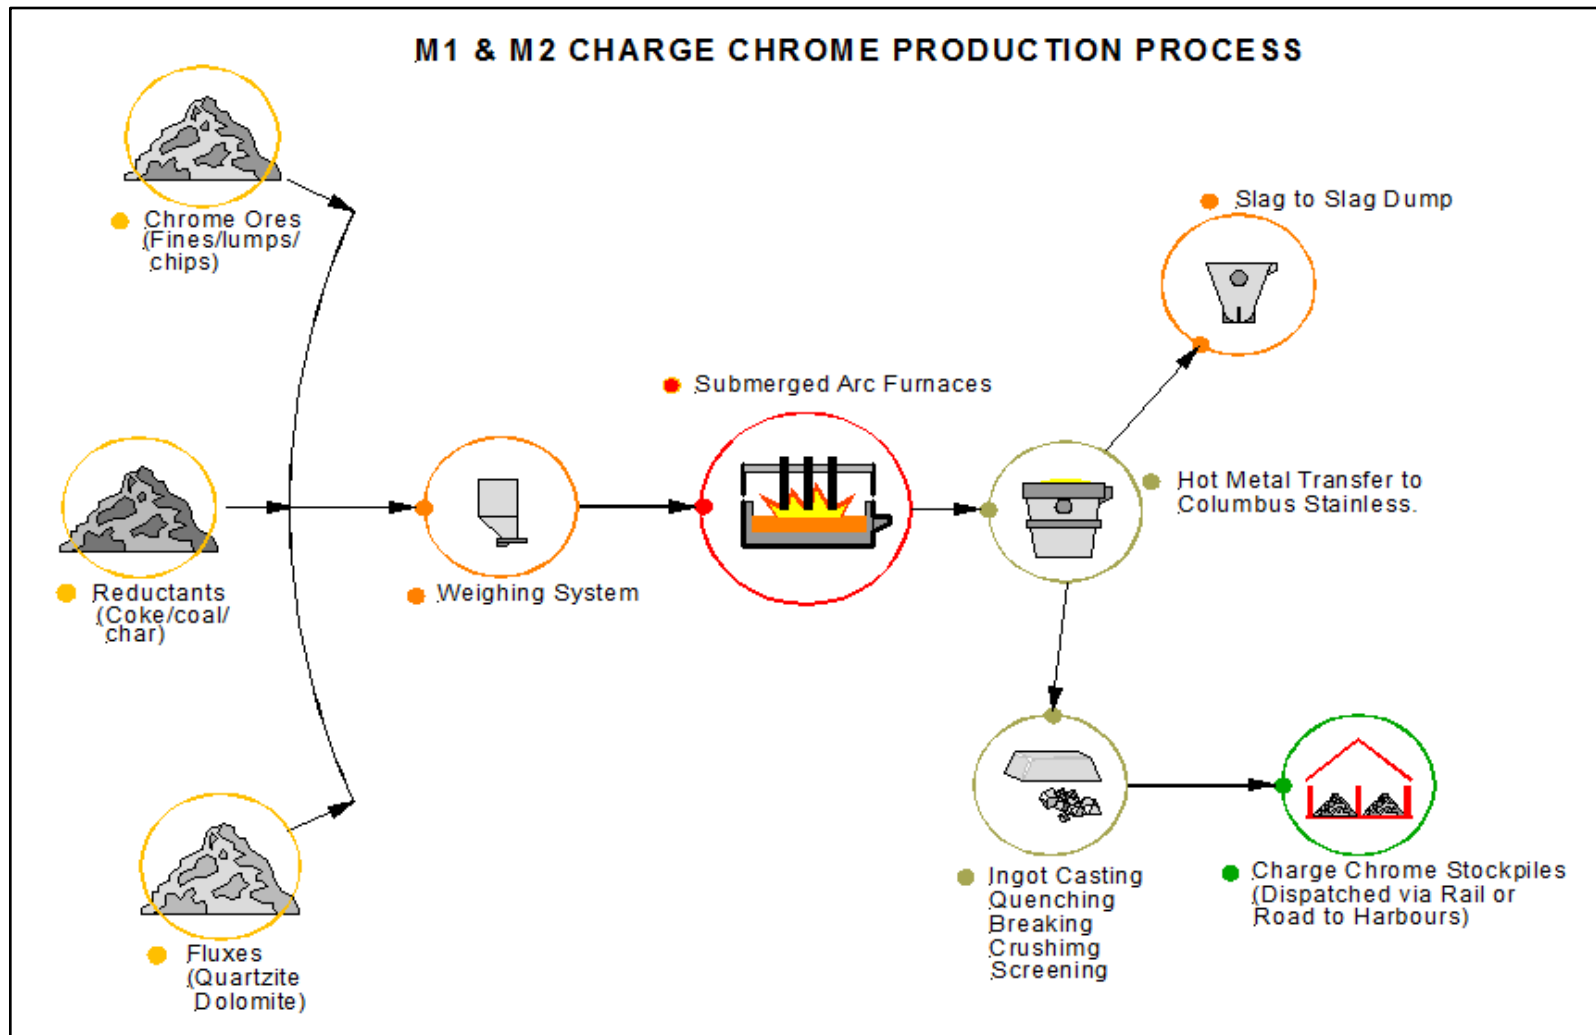 M1 & M2 CHARGE CHROME PRODUCTION PROCESS
Chrome Ores
(Fines/lumps/
chips)
Slag to Slag Dump
Submerged Arc Furnaces
Hot Metal Transfer to
Columbus Stainless.
Reductants
(Coke/coal/
char)
Weighing System
Fluxes
(Quartzite
Dolomite)
Ingot Casting
Quenching
Breaking
Crushimg
Screening
Charge Chrome Stockpiles
(Dispatched via Rail or
Road to Harbours)